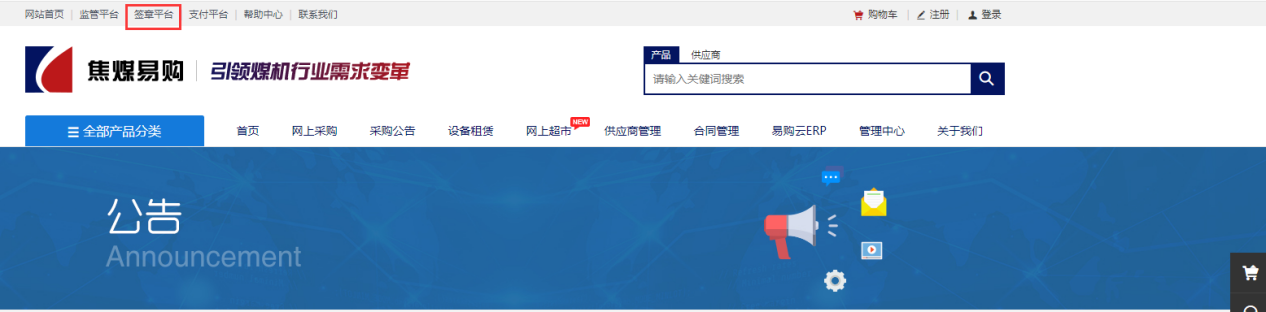 网站首页 | 监管平台 | 签章平台 | 支付平台 | 帮助中心 | 联系我们 购物车 | 注册 | 登录
产品 供应商
焦煤易购 | 引领煤机行业需求变革
请输入关健词搜索
全部产品分类 首页 网上采购 采购公告 设备租赁 网上超市 NEW 供应商管理 合同管理 易购云ERP 管理中心 关于我们
公告
Announcement